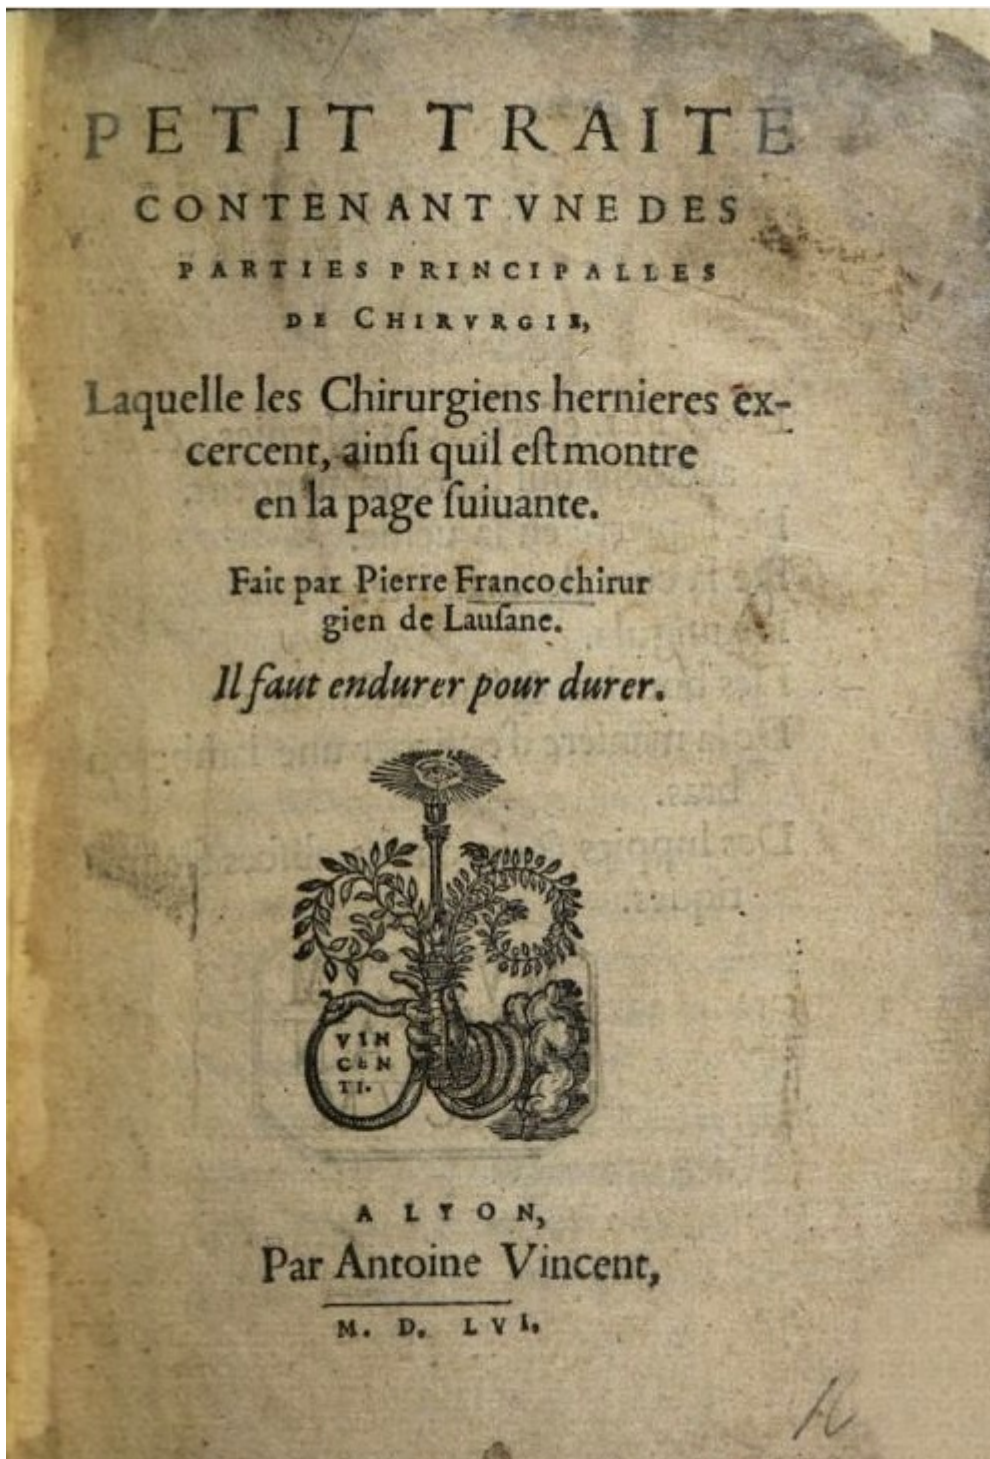 PETIT TRAITE
CONTENANT VNE DES
PARTIES PRINCIPALLES
DE CHIRVRGIE,
Laquelle les Chirurgiens hernieres ex-
cercent, ainſi quil eſt montre
en la page ſuiuante.
Fait par Pierre Franco chirur
gien de Lauſane.
Il faut endurer pour durer.
VIN
CEN
TI.
A LYON,
Par Antoine Vincent,
M. D. LVI.